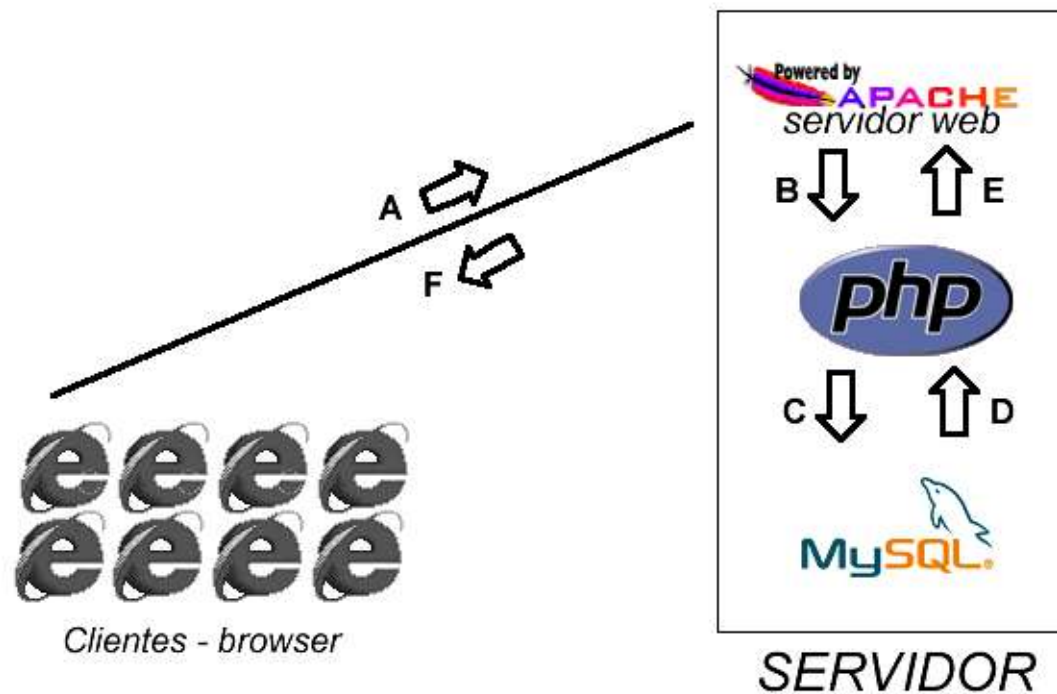 Powered by
APACHE
servidor web
B
E
A
F
php
C
D
MySQL®
e e e e
e e e e
Clientes - browser
SERVIDOR